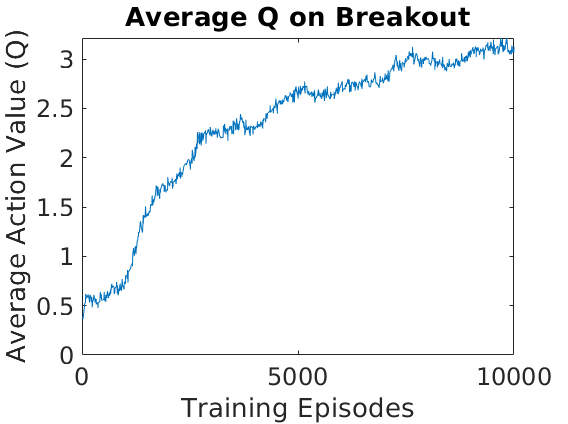 Average Q on Breakout
Average Action Value (Q)
3
2.5
2
1.5
1
0.5
0
0 5000 10000
Training Episodes